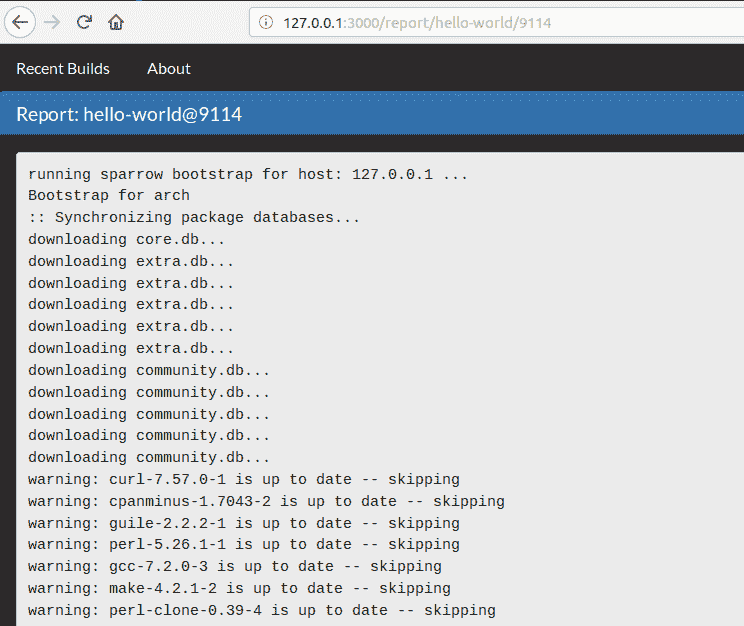 127.0.0.1:3000/report/hello-world/9114
Recent Builds About
Report: hello-world@9114
running sparrow bootstrap for host: 127.0.0.1 ...
Bootstrap for arch
:: Synchronizing package databases...
downloading core.db...
downloading extra.db...
downloading extra.db...
downloading extra.db...
downloading extra.db...
downloading extra.db...
downloading community.db...
downloading community.db...
downloading community.db...
downloading community.db...
downloading community.db...
warning: curl-7.57.0-1 is up to date -- skipping
warning: cpanminus-1.7043-2 is up to date -- skipping
warning: guile-2.2.2-1 is up to date -- skipping
warning: perl-5.26.1-1 is up to date -- skipping
warning: gcc-7.2.0-3 is up to date -- skipping
warning: make-4.2.1-2 is up to date -- skipping
warning: perl-clone-0.39-4 is up to date -- skipping